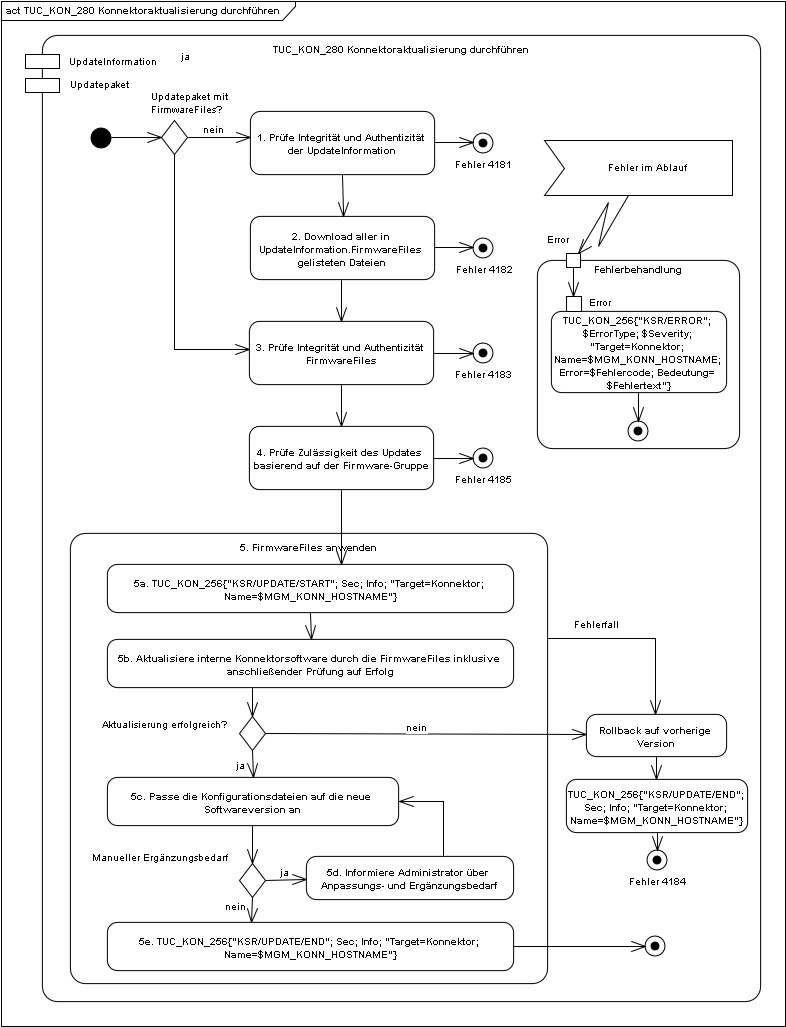 act TUC_KON_280 Konnektoraktualisierung durchführen
TUC_KON_280 Konnektoraktualisierung durchführen
UpdateInformation
ja
Updatepaket
Updatepaket mit
FirmwareFiles?
nein
1. Prüfe Integrität und Authentizität
der UpdateInformation
Fehler 4181
2. Download aller in
UpdateInformation.FirmwareFiles
gelisteten Dateien
Fehler 4182
3. Prüfe Integrität und Authentizität
FirmwareFiles
Fehler 4183
4. Prüfe Zulässigkeit des Updates
basierend auf der Firmware-Gruppe
Fehler 4185
Fehler im Ablauf
Error
Fehlerbehandlung
Error
TUC_KON_256{"KSR/ERROR";
$ErrorType; $Severity;
"Target=Konnektor;
Name=$MGM_KONN_HOSTNAME;
Error=$Fehlercode; Bedeutung=
$Fehlertext"}
5. FirmwareFiles anwenden
5a. TUC_KON_256{"KSR/UPDATE/START"; Sec; Info; "Target=Konnektor;
Name=$MGM_KONN_HOSTNAME"}
5b. Aktualisiere interne Konnektorsoftware durch die FirmwareFiles inklusive
anschließender Prüfung auf Erfolg
Fehlerfall
Aktualisierung erfolgreich?
nein
ja
Rollback auf vorherige
Version
5c. Passe die Konfigurationsdateien auf die neue
Softwareversion an
TUC_KON_256{"KSR/UPDATE/END";
Sec; Info; "Target=Konnektor;
Name=$MGM_KONN_HOSTNAME"}
Fehler 4184
Manueller Ergänzungsbedarf
ja
5d. Informiere Administrator über
Anpassungs- und Ergänzungsbedarf
nein
5e. TUC_KON_256{"KSR/UPDATE/END"; Sec; Info; "Target=Konnektor;
Name=$MGM_KONN_HOSTNAME"}